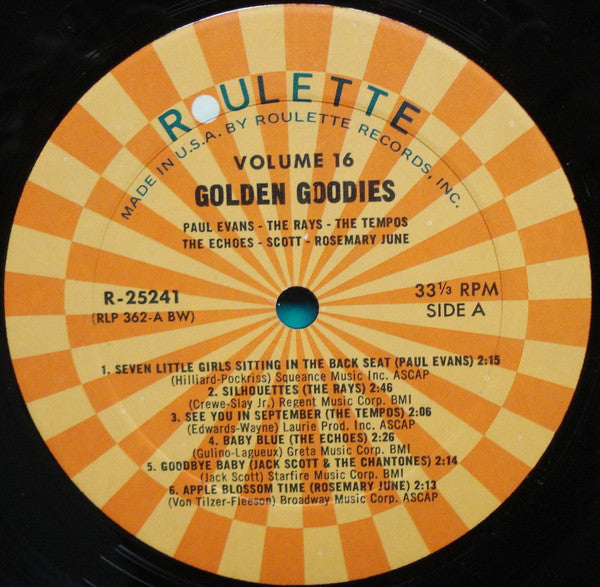 ROULETTE
MADE IN U.S.A. BY ROULETTE RECORDS, INC.
VOLUME 16
GOLDEN GOODIES
PAUL EVANS - THE RAYS - THE TEMPOS
THE ECHOES - SCOTT - ROSEMARY JUNE
R-25241
(RLP 362-A BW)
33⅓ RPM
SIDE A
1. SEVEN LITTLE GIRLS SITTING IN THE BACK SEAT (PAUL EVANS) 2:15
(Hilliard-Pockriss) Squeance Music Inc. ASCAP
2. SILHOUETTES (THE RAYS) 2:46
(Crewe-Slay Jr.) Regent Music Corp. BMI
3. SEE YOU IN SEPTEMBER (THE TEMPOS) 2:06
(Edwards-Wayne) Laurie Prod. Inc. ASCAP
4. BABY BLUE (THE ECHOES) 2:26
(Gulino-Lagueux) Greta Music Corp. BMI
5. GOODBYE BABY (JACK SCOTT & THE CHANTONES) 2:14
(Jack Scott) Starfire Music Corp. BMI
6. APPLE BLOSSOM TIME (ROSEMARY JUNE) 2:13
(Von Tilzer-Fleeson) Broadway Music Corp. ASCAP